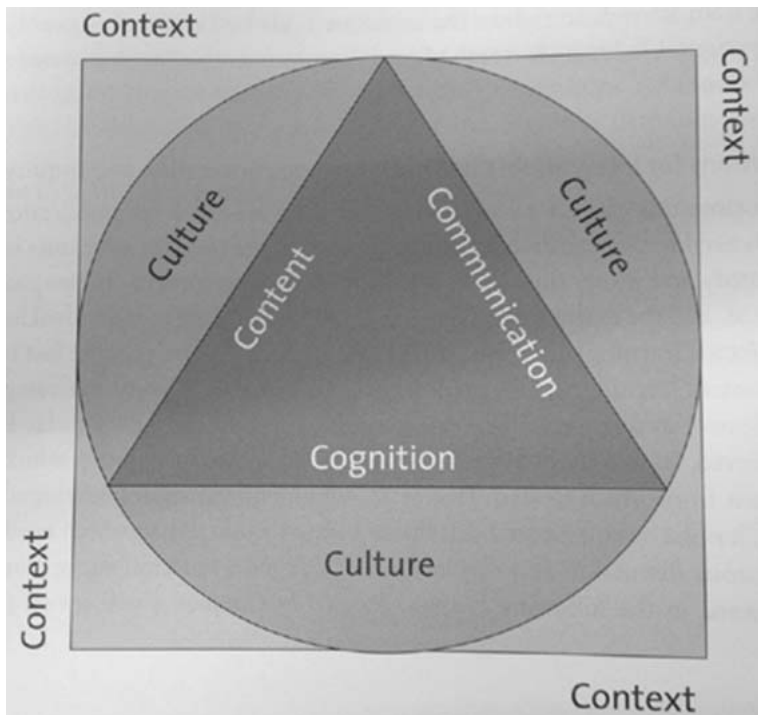 Context
Context
Culture
Culture
Content
Communication
Cognition
Culture
Context
Context